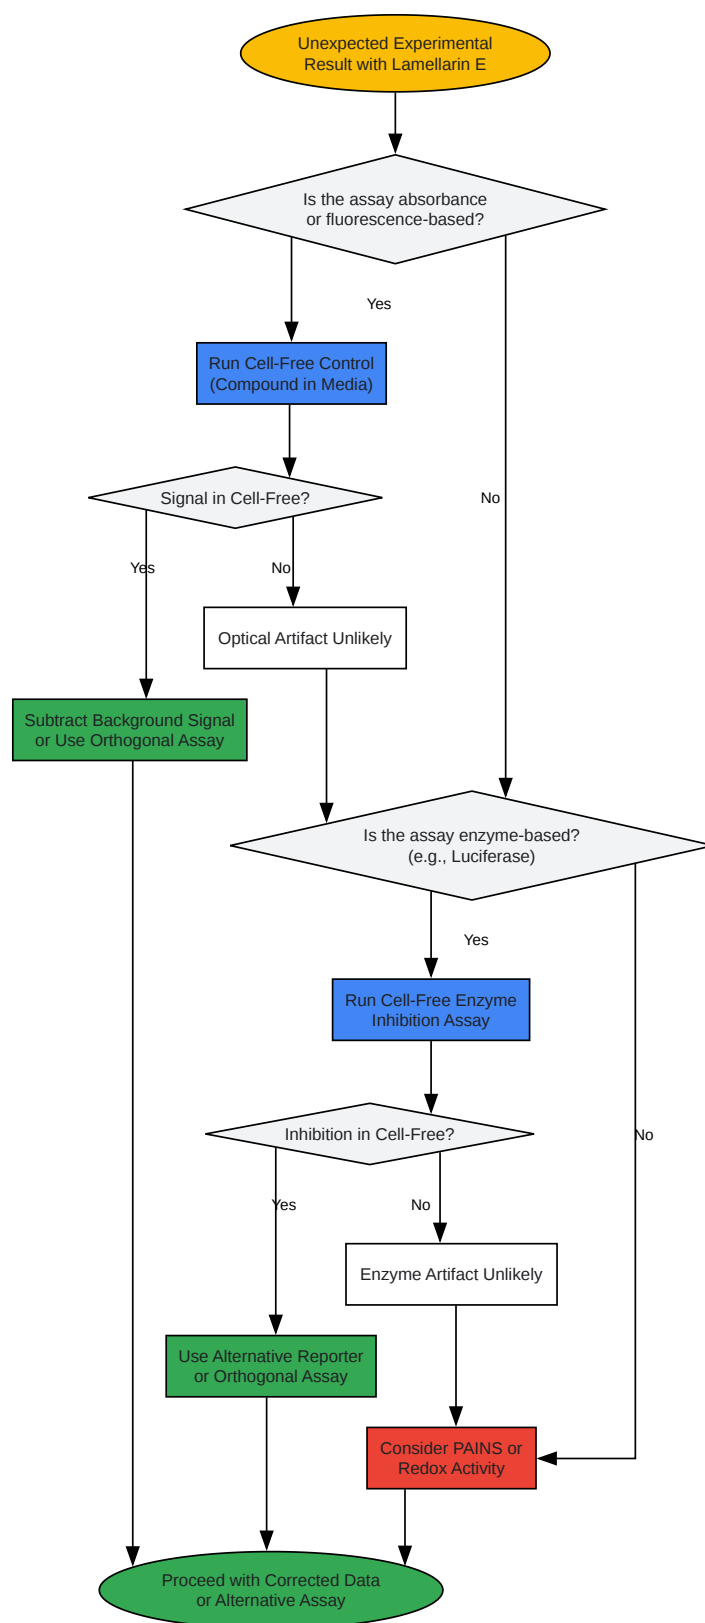 Unexpected Experimental
Result with Lamellarin E
Is the assay absorbance
or fluorescence-based?
Yes
Run Cell-Free Control
(Compound in Media)
Signal in Cell-Free?
No
Yes
No
Optical Artifact Unlikely
Subtract Background Signal
or Use Orthogonal Assay
Is the assay enzyme-based?
(e.g., Luciferase)
Yes
Run Cell-Free Enzyme
Inhibition Assay
Inhibition in Cell-Free?
No
Yes
No
Enzyme Artifact Unlikely
Use Alternative Reporter
or Orthogonal Assay
Consider PAINS or
Redox Activity
Proceed with Corrected Data
or Alternative Assay